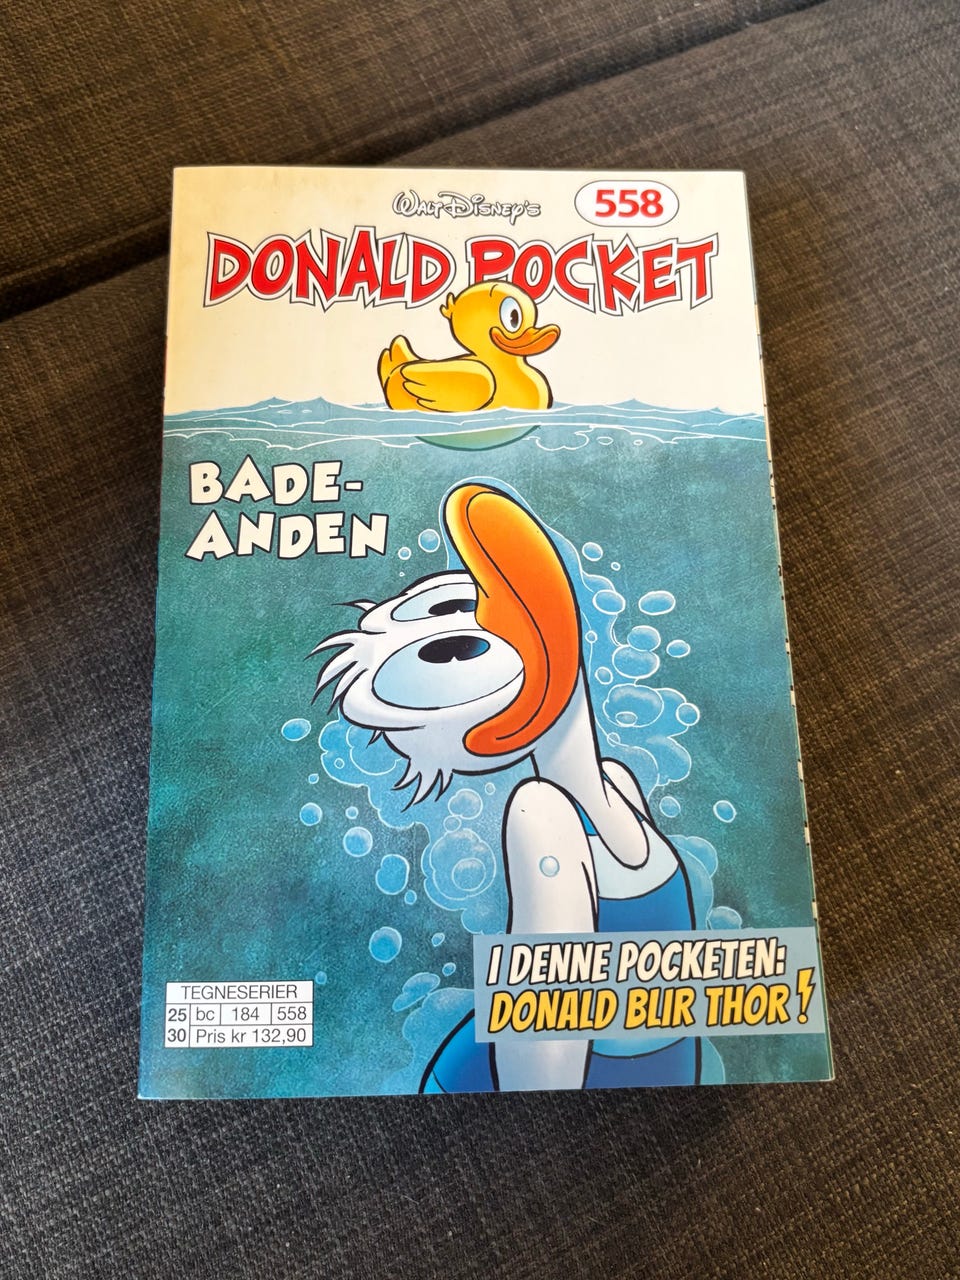 Walt Disney's
558
DONALD POCKET
BADE-
ANDEN
I DENNE POCKETEN:
DONALD BLIR THOR!
TEGNESERIER
25 bc 184 558
30 Pris kr 132,90